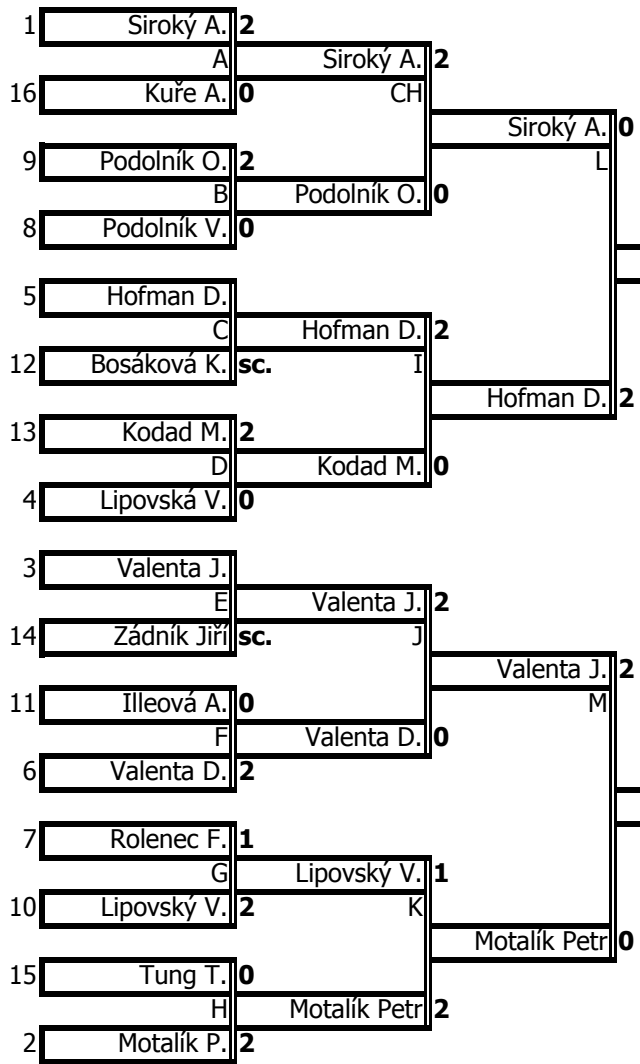 1 Siroký A. 2
A Siroký A. 2
16 Kuře A. 0 CH
Siroký A. 0
9 Podolník O. 2 L
B Podolník O. 0
8 Podolník V. 0
5 Hofman D.
C Hofman D. 2
12 Bosáková K. sc. I
Hofman D. 2
13 Kodad M. 2
D Kodad M. 0
4 Lipovská V. 0
3 Valenta J.
E Valenta J. 2
14 Zádník Jiří sc. J
Valenta J. 2
11 Illeová A. 0 M
F Valenta D. 0
6 Valenta D. 2
7 Rolenec F. 1
G Lipovský V. 1
10 Lipovský V. 2 K
Motalík Petr 0
15 Tung T. 0
H Motalík Petr 2
2 Motalík P. 2